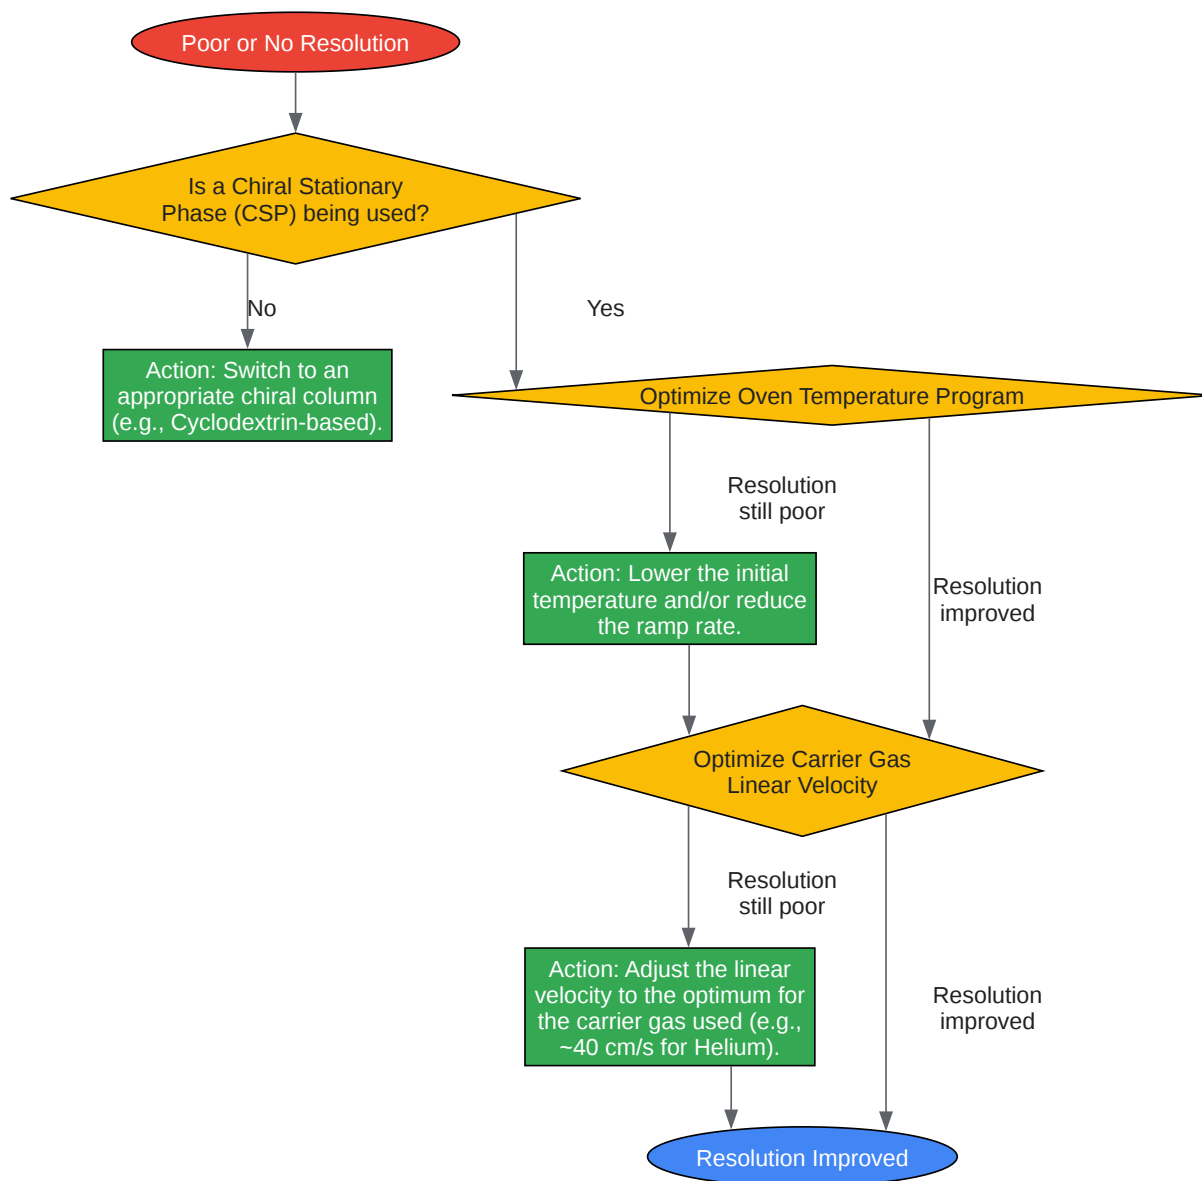 Poor or No Resolution
Is a Chiral Stationary
Phase (CSP) being used?
No
Yes
Action: Switch to an
appropriate chiral column
(e.g., Cyclodextrin-based).
Optimize Oven Temperature Program
Resolution
still poor
Action: Lower the initial
temperature and/or reduce
the ramp rate.
Resolution
improved
Optimize Carrier Gas
Linear Velocity
Resolution
still poor
Action: Adjust the linear
velocity to the optimum for
the carrier gas used (e.g.,
~40 cm/s for Helium).
Resolution
improved
Resolution Improved